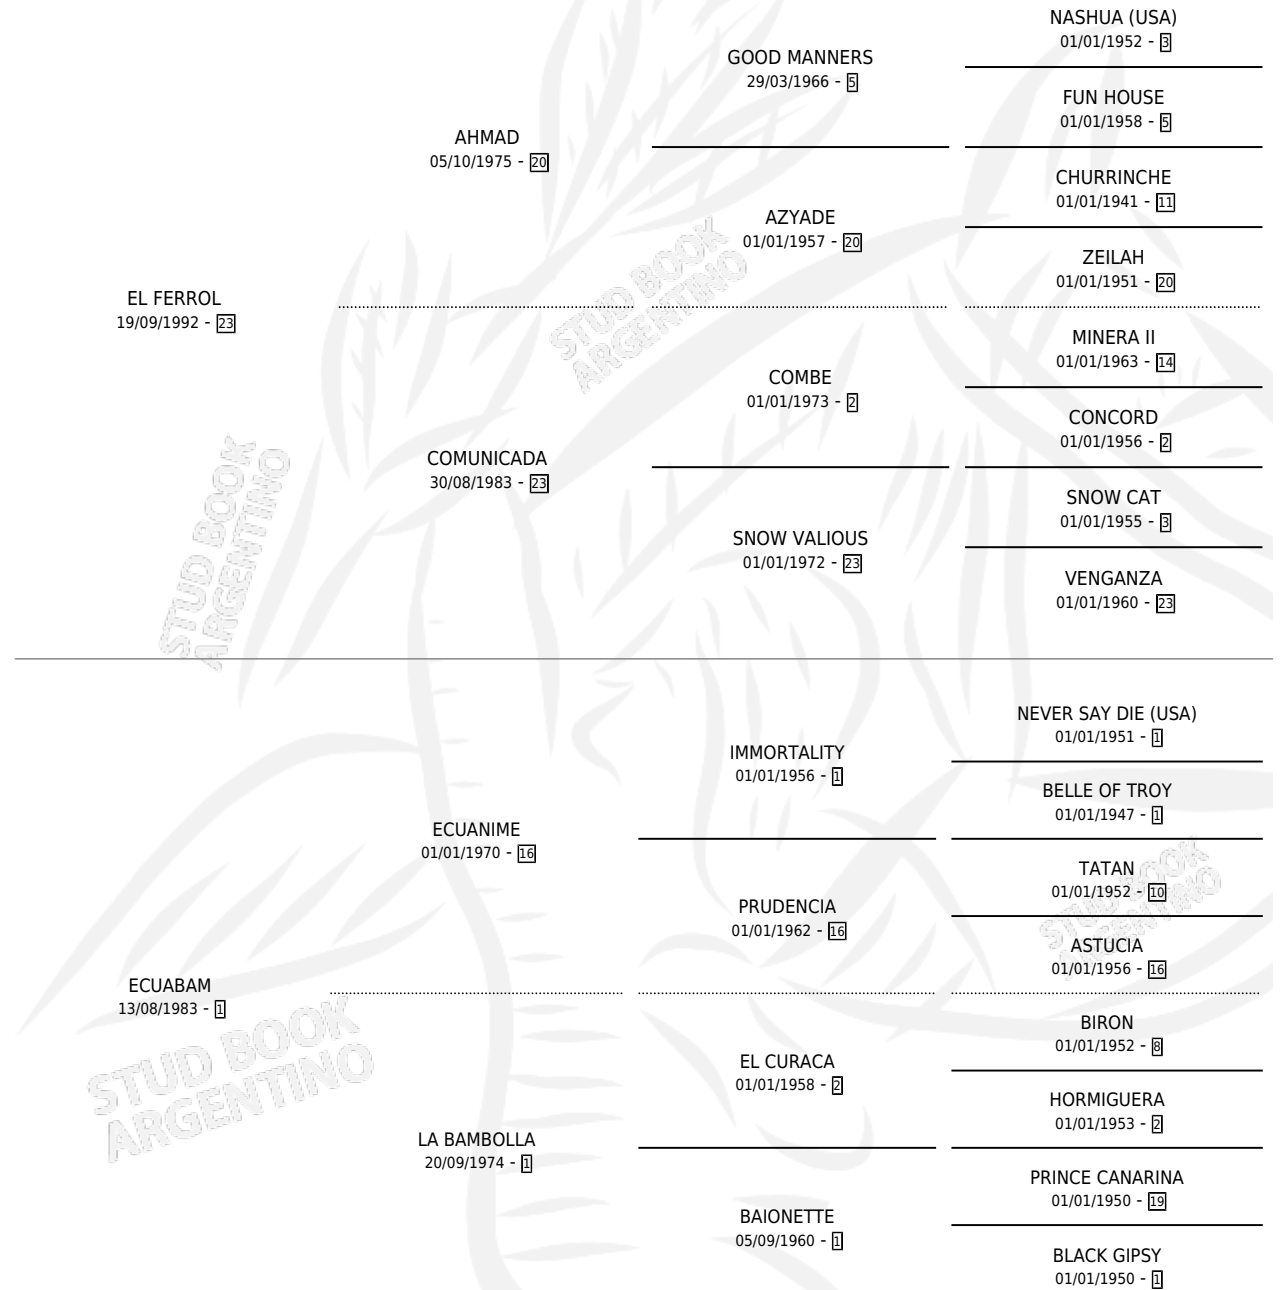 NASHUA (USA)
01/01/1952 - 3
GOOD MANNERS
29/03/1966 - 5
FUN HOUSE
01/01/1958 - 5
AHMAD
05/10/1975 - 20
CHURRINCHE
01/01/1941 - 11
AZYADE
01/01/1957 - 20
ZEILAH
01/01/1951 - 20
EL FERROL
19/09/1992 - 23
MINERA II
01/01/1963 - 14
COMBE
01/01/1973 - 2
CONCORD
01/01/1956 - 2
COMUNICADA
30/08/1983 - 23
SNOW CAT
01/01/1955 - 3
SNOW VALIOUS
01/01/1972 - 23
VENGANZA
01/01/1960 - 23
STUD BOOK
ARGENTINO
STUD BOOK
ARGENTINO
NEVER SAY DIE (USA)
01/01/1951 - 1
IMMORTALITY
01/01/1956 - 1
BELLE OF TROY
01/01/1947 - 1
ECUANIME
01/01/1970 - 16
TATAN
01/01/1952 - 10
PRUDENCIA
01/01/1962 - 16
ASTUCIA
01/01/1956 - 16
STUD BOOK
ARGENTINO
ECUABAM
13/08/1983 - 1
BIRON
01/01/1952 - 8
EL CURACA
01/01/1958 - 2
HORMIGUERA
01/01/1953 - 2
LA BAMBOLLA
20/09/1974 - 1
PRINCE CANARINA
01/01/1950 - 19
BAIONETTE
05/09/1960 - 1
BLACK GIPSY
01/01/1950 - 1
STUD BOOK
ARGENTINO